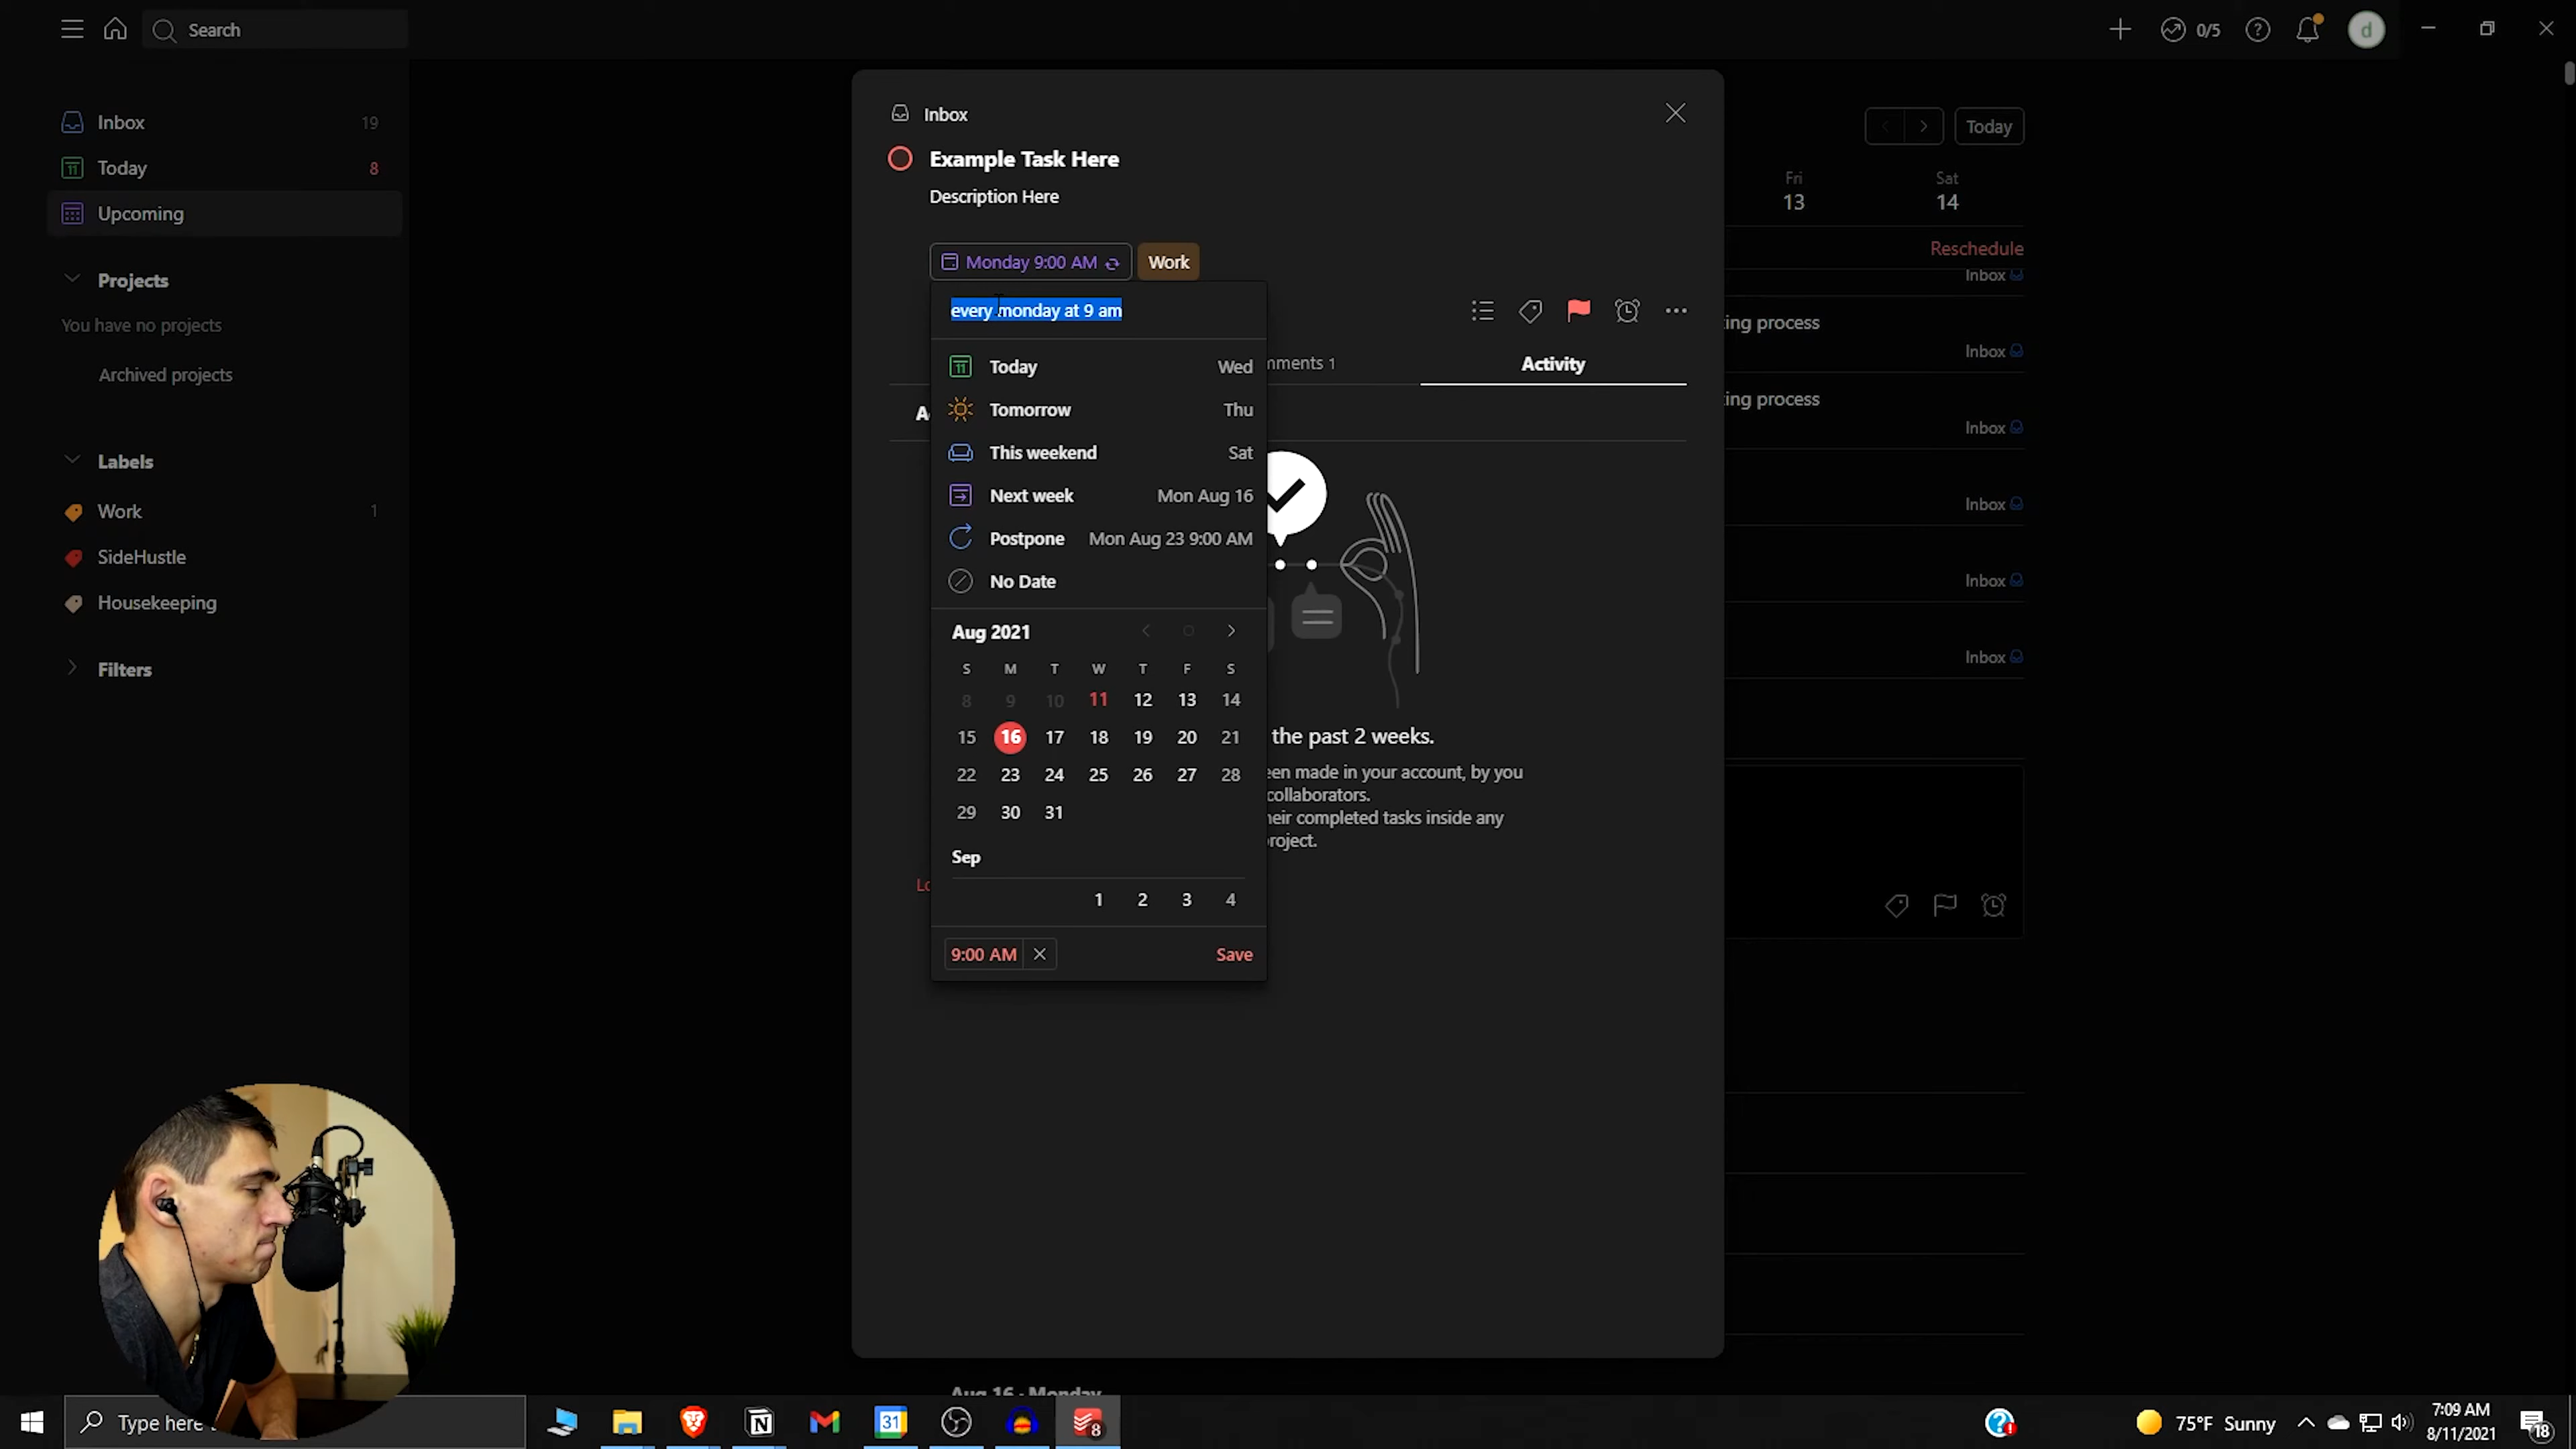 Search
0/5
d
Inbox 19
Today 8
Upcoming
Projects
You have no projects
Archived projects
Labels
Work 1
SideHustle
Housekeeping
Filters
Inbox
Example Task Here
Description Here
Monday 9:00 AM Work
every monday at 9 am
Today Wed
Tomorrow Thu
This weekend Sat
Next week Mon Aug 16
Postpone Mon Aug 23 9:00 AM
No Date
Aug 2021
S M T W T F S
8 9 10 11 12 13 14
15 16 17 18 19 20 21
22 23 24 25 26 27 28
29 30 31
Sep
1 2 3 4
9:00 AM Save
mments 1
Activity
the past 2 weeks.
een made in your account, by you
collaborators.
heir completed tasks inside any
roject.
Today
Fri Sat
13 14
Reschedule
Inbox
ing process
Inbox
ing process
Inbox
Inbox
Inbox
Inbox
Aug 16 · Monday
Type here
31
8
75°F Sunny
7:09 AM
8/11/2021
18